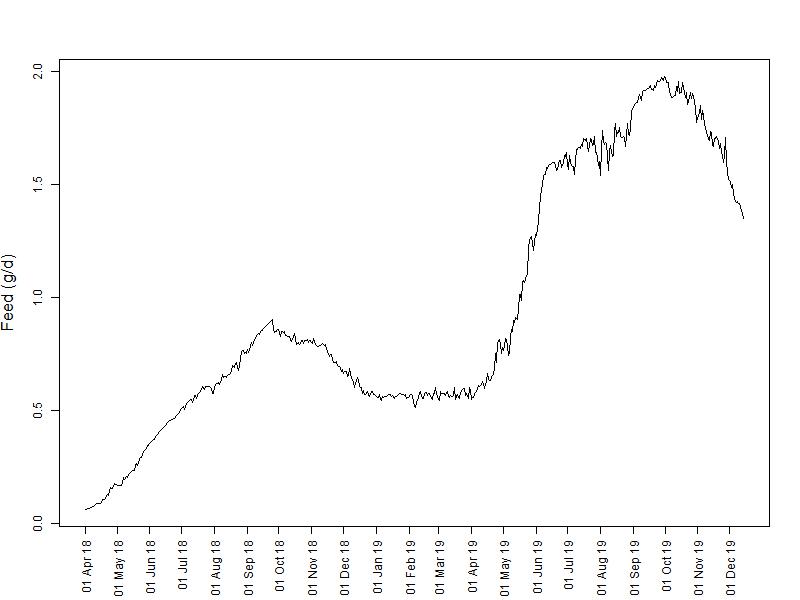 Feed (g/d)
2.0
1.5
1.0
0.5
0.0
01 Apr 18
01 May 18
01 Jun 18
01 Jul 18
01 Aug 18
01 Sep 18
01 Oct 18
01 Nov 18
01 Dec 18
01 Jan 19
01 Feb 19
01 Mar 19
01 Apr 19
01 May 19
01 Jun 19
01 Jul 19
01 Aug 19
01 Sep 19
01 Oct 19
01 Nov 19
01 Dec 19